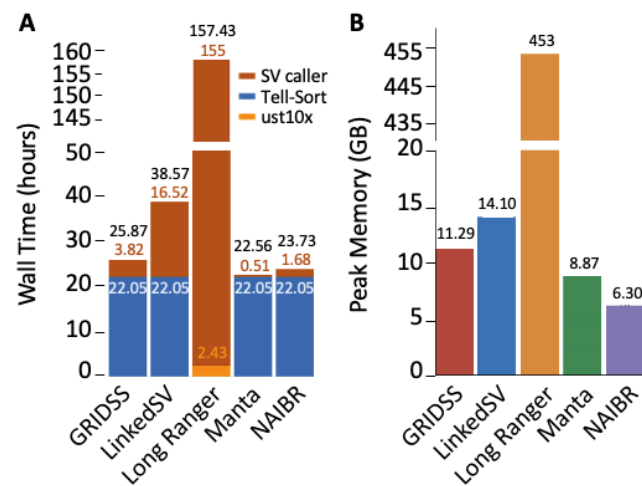 A
Wall Time (hours)
160
155
150
145
50
40
30
20
10
0
157.43
155
SV caller
Tell-Sort
ust10x
38.57
16.52
25.87
3.82
22.56
0.51
23.73
1.68
22.05
22.05
22.05
22.05
2.43
GRIDSS
LinkedSV
Long Ranger
Manta
NAIBR
B
Peak Memory (GB)
455
445
435
20
15
10
5
0
453
14.10
11.29
8.87
6.30
GRIDSS
LinkedSV
Long Ranger
Manta
NAIBR